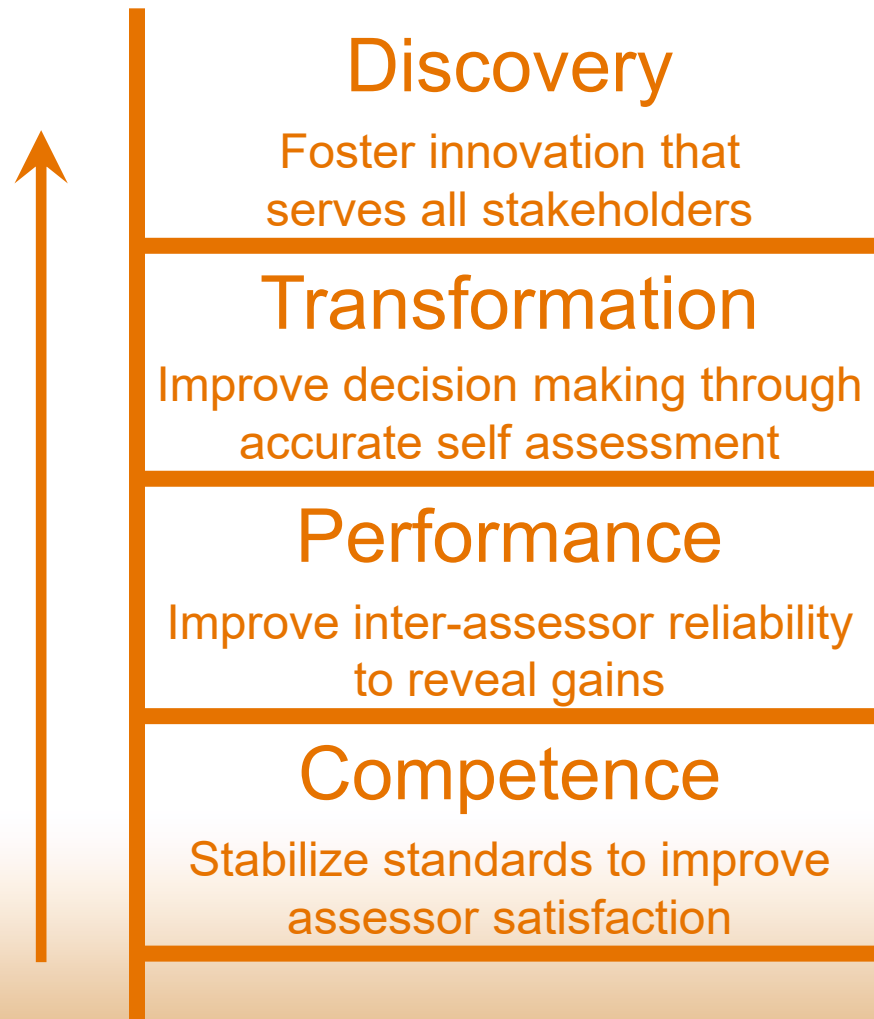 Discovery
Foster innovation that
serves all stakeholders
Transformation
Improve decision making through
accurate self assessment
Performance
Improve inter-assessor reliability
to reveal gains
Competence
Stabilize standards to improve
assessor satisfaction